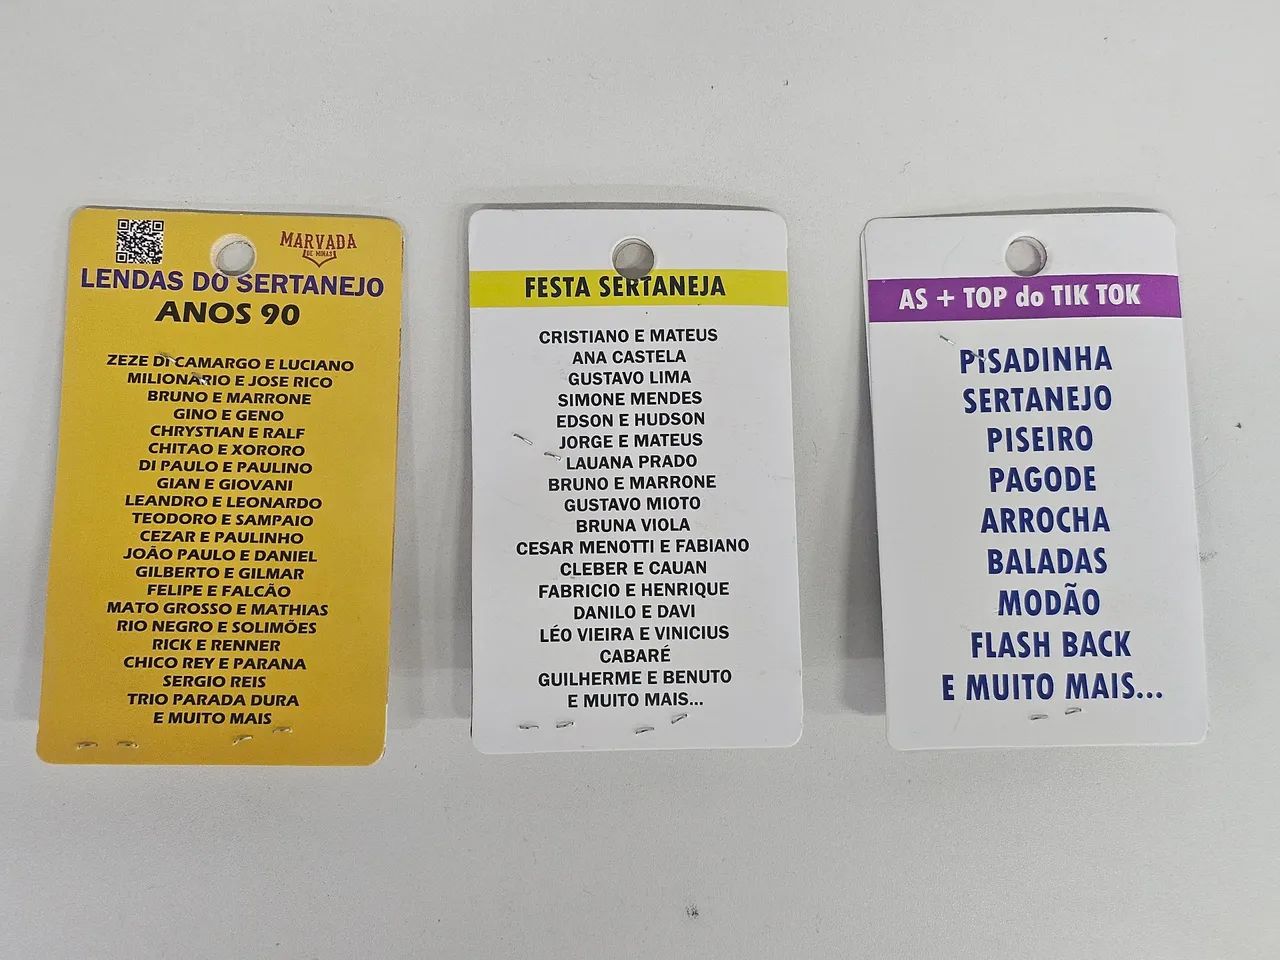 MARVADA
DE MINAS
LENDAS DO SERTANEJO
ANOS 90
ZEZE DI CAMARGO E LUCIANO
MILIONARIO E JOSE RICO
BRUNO E MARRONE
GINO E GENO
CHRYSTIAN E RALF
CHITAO E XORORO
DI PAULO E PAULINO
GIAN E GIOVANI
LEANDRO E LEONARDO
TEODORO E SAMPAIO
CEZAR E PAULINHO
JOÃO PAULO E DANIEL
GILBERTO E GILMAR
FELIPE E FALCÃO
MATO GROSSO E MATHIAS
RIO NEGRO E SOLIMÕES
RICK E RENNER
CHICO REY E PARANA
SERGIO REIS
TRIO PARADA DURA
E MUITO MAIS
FESTA SERTANEJA
CRISTIANO E MATEUS
ANA CASTELA
GUSTAVO LIMA
SIMONE MENDES
EDSON E HUDSON
JORGE E MATEUS
LAUANA PRADO
BRUNO E MARRONE
GUSTAVO MIOTO
BRUNA VIOLA
CESAR MENOTTI E FABIANO
CLEBER E CAUAN
FABRICIO E HENRIQUE
DANILO E DAVI
LÉO VIEIRA E VINICIUS
CABARÉ
GUILHERME E BENUTO
E MUITO MAIS...
AS + TOP do TIK TOK
PISADINHA
SERTANEJO
PISEIRO
PAGODE
ARROCHA
BALADAS
MODÃO
FLASH BACK
E MUITO MAIS...